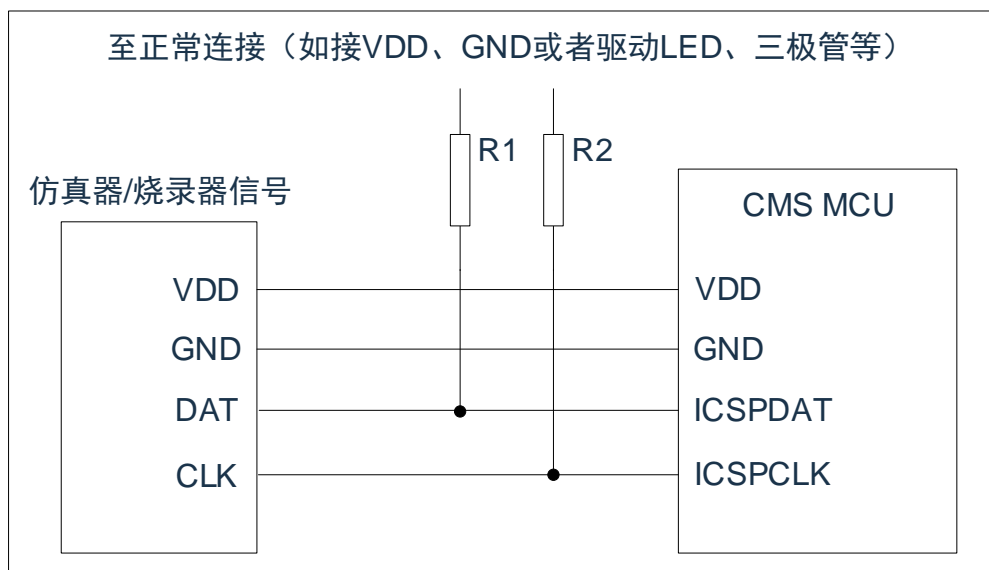 至正常连接（如接VDD、GND或者驱动LED、三极管等）
R1
R2
仿真器/烧录器信号
CMS MCU
VDD
VDD
GND
GND
DAT
ICSPDAT
CLK
ICSPCLK